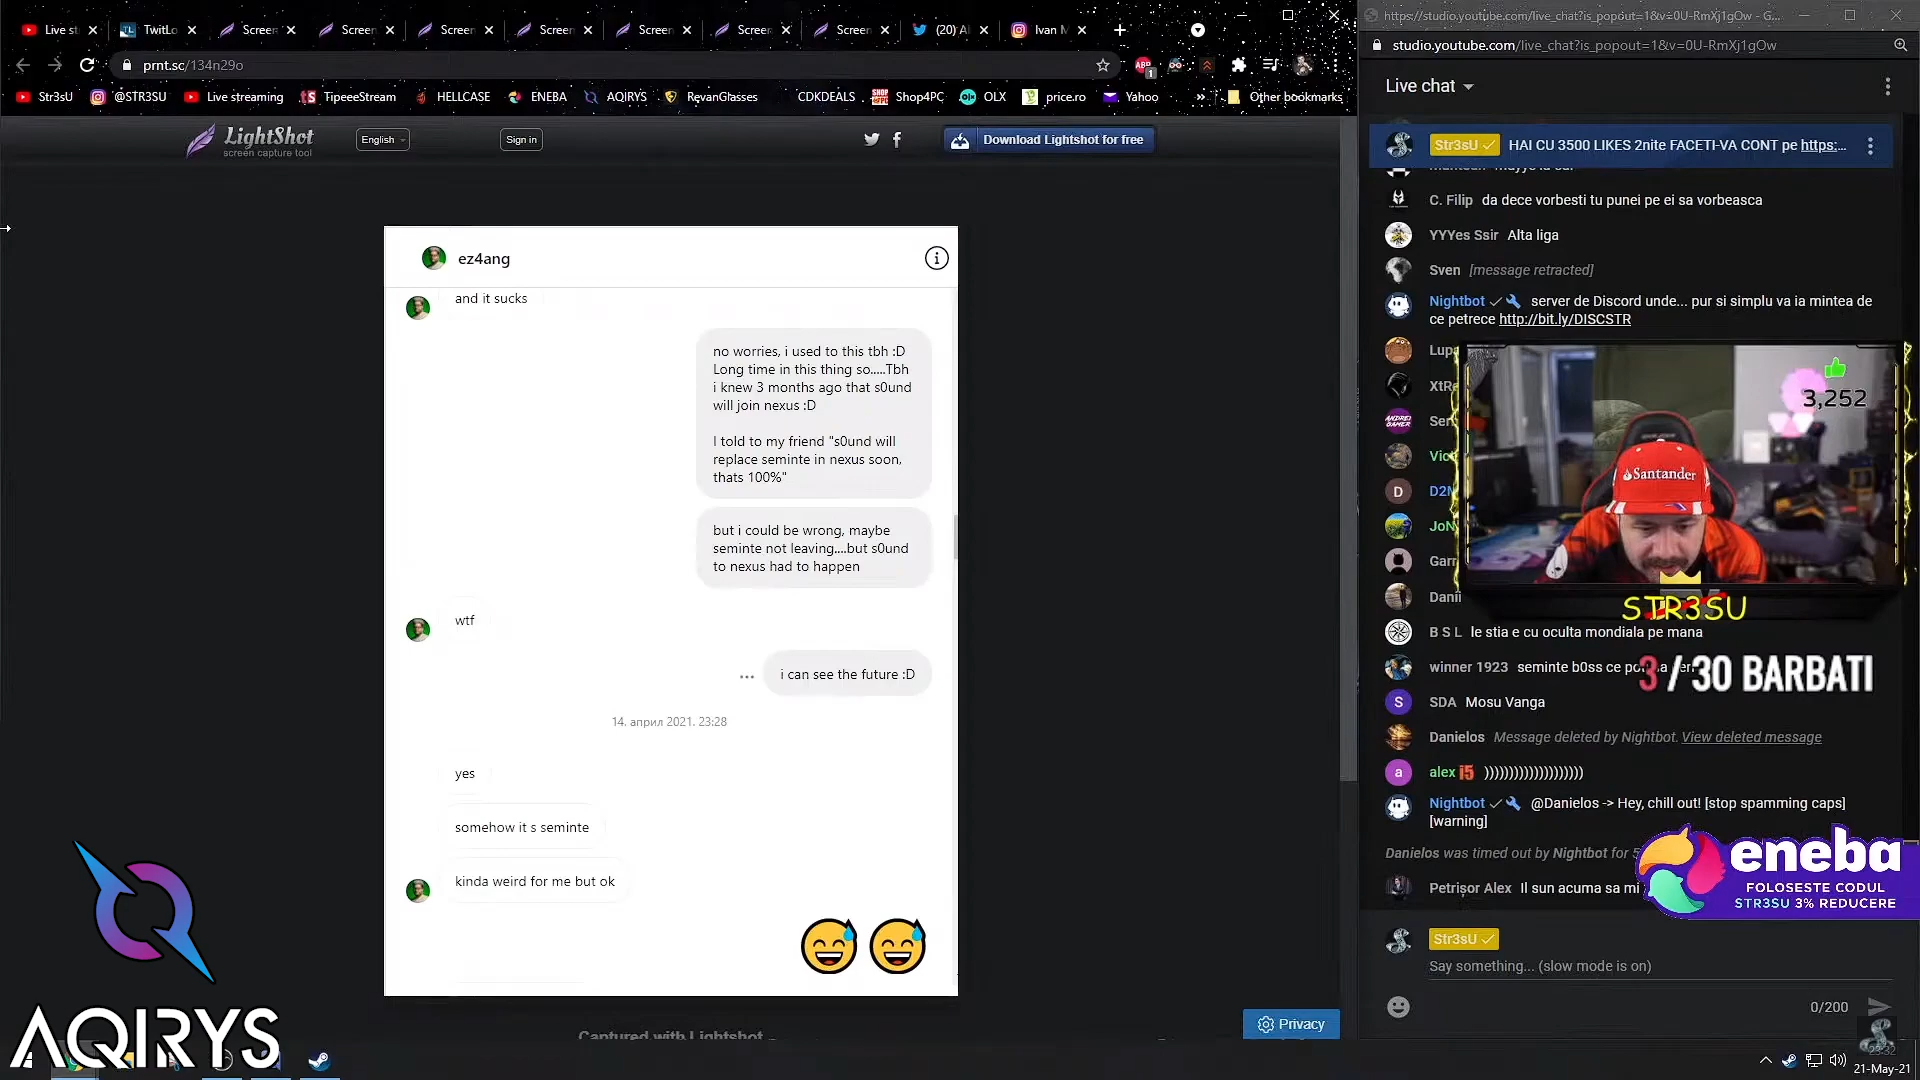 Live st
TwitLo
Screen
Screen
Screen
Screen
Screen
Screen
Screen
(20) Al
Ivan M
prnt.sc/134n29o
Str3sU
@STR3SU
Live streaming
TipeeeStream
HELLCASE
ENEBA
AQIRYS
RevanGlasses
CDKDEALS
Shop4PC
OLX
price.ro
Yahoo
Other bookmarks
LightShot
screen capture tool
English
Sign in
Download Lightshot for free
ez4ang
and it sucks
no worries, i used to this tbh :D
Long time in this thing so.....Tbh
i knew 3 months ago that s0und
will join nexus :D
I told to my friend "s0und will
replace seminte in nexus soon,
thats 100%"
but i could be wrong, maybe
seminte not leaving....but s0und
to nexus had to happen
wtf
i can see the future :D
14. април 2021. 23:28
yes
somehow it s seminte
kinda weird for me but ok
Captured with Lightshot
Privacy
AQIRYS
https://studio.youtube.com/live_chat?is_popout=1&v=0U-RmXj1gOw - G...
studio.youtube.com/live_chat?is_popout=1&v=0U-RmXj1gOw
Live chat
Str3sU HAI CU 3500 LIKES 2nite FACETI-VA CONT pe https:...
C. Filip da dece vorbesti tu punei pe ei sa vorbeasca
YYYes Ssir Alta liga
Sven [message retracted]
Nightbot server de Discord unde... pur si simplu va ia mintea de
ce petrece http://bit.ly/DISCSTR
3,252
Santander
STR3SU
B S L le stia e cu oculta mondiala pe mana
winner 1923 seminte b0ss ce
3 / 30 BARBATI
SDA Mosu Vanga
Danielos Message deleted by Nightbot. View deleted message
alex i5 ))))))))))))))))))))
Nightbot @Danielos -> Hey, chill out! [stop spamming caps]
[warning]
Danielos was timed out by Nightbot for 5
Petrișor Alex Il sun acuma sa mi
eneba
FOLOSESTE CODUL
STR3SU 3% REDUCERE
Str3sU
Say something... (slow mode is on)
0/200
23:32
21-May-21